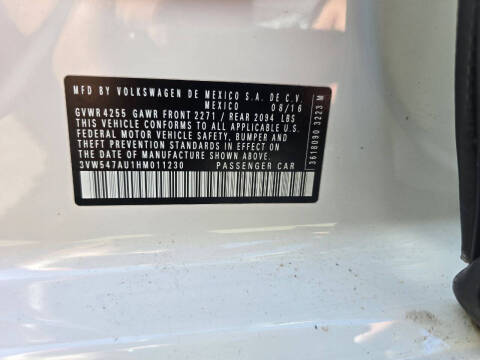 MFD BY VOLKSWAGEN DE MEXICO S.A. DE C.V.
MEXICO 08/16
GVWR 4255 GAWR FRONT 2271 / REAR 2094 LBS
THIS VEHICLE CONFORMS TO ALL APPLICABLE U.S.
FEDERAL MOTOR VEHICLE SAFETY, BUMPER AND
THEFT PREVENTION STANDARDS IN EFFECT ON
THE DATE OF MANUFACTURE SHOWN ABOVE.
3VW547AU1HM011230 PASSENGER CAR
3618090 3223 M